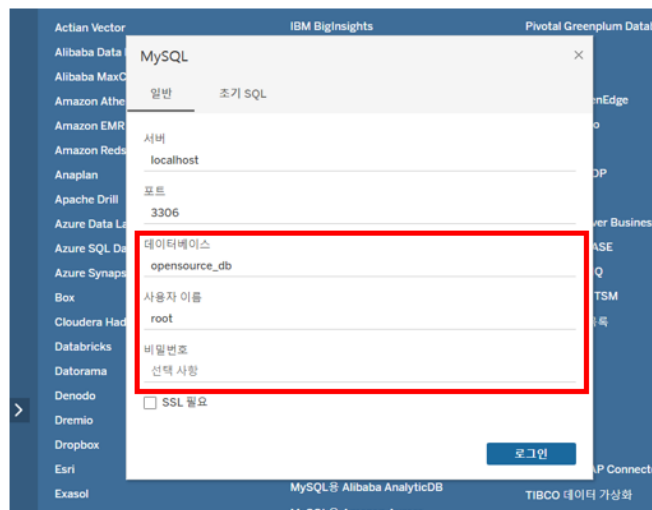 Actian Vector
IBM BigInsights
Pivotal Greenplum Datal
Alibaba Data
Alibaba MaxC
Amazon Athe
Amazon EMR
Amazon Reds
Anaplan
Apache Drill
Azure Data La
Azure SQL Da
Azure Synaps
Box
Cloudera Had
Databricks
Datorama
Denodo
Dremio
Dropbox
Esri
Exasol
MySQL
일반
초기 SQL
서버
localhost
포트
3306
데이터베이스
opensource_db
사용자 이름
root
비밀번호
선택 사항
SSL 필요
로그인
enEdge
o
OP
ver Busines
ASE
Q
TSM
록
AP Connect
MySQL용 Alibaba AnalyticDB
TIBCO 데이터 가상화